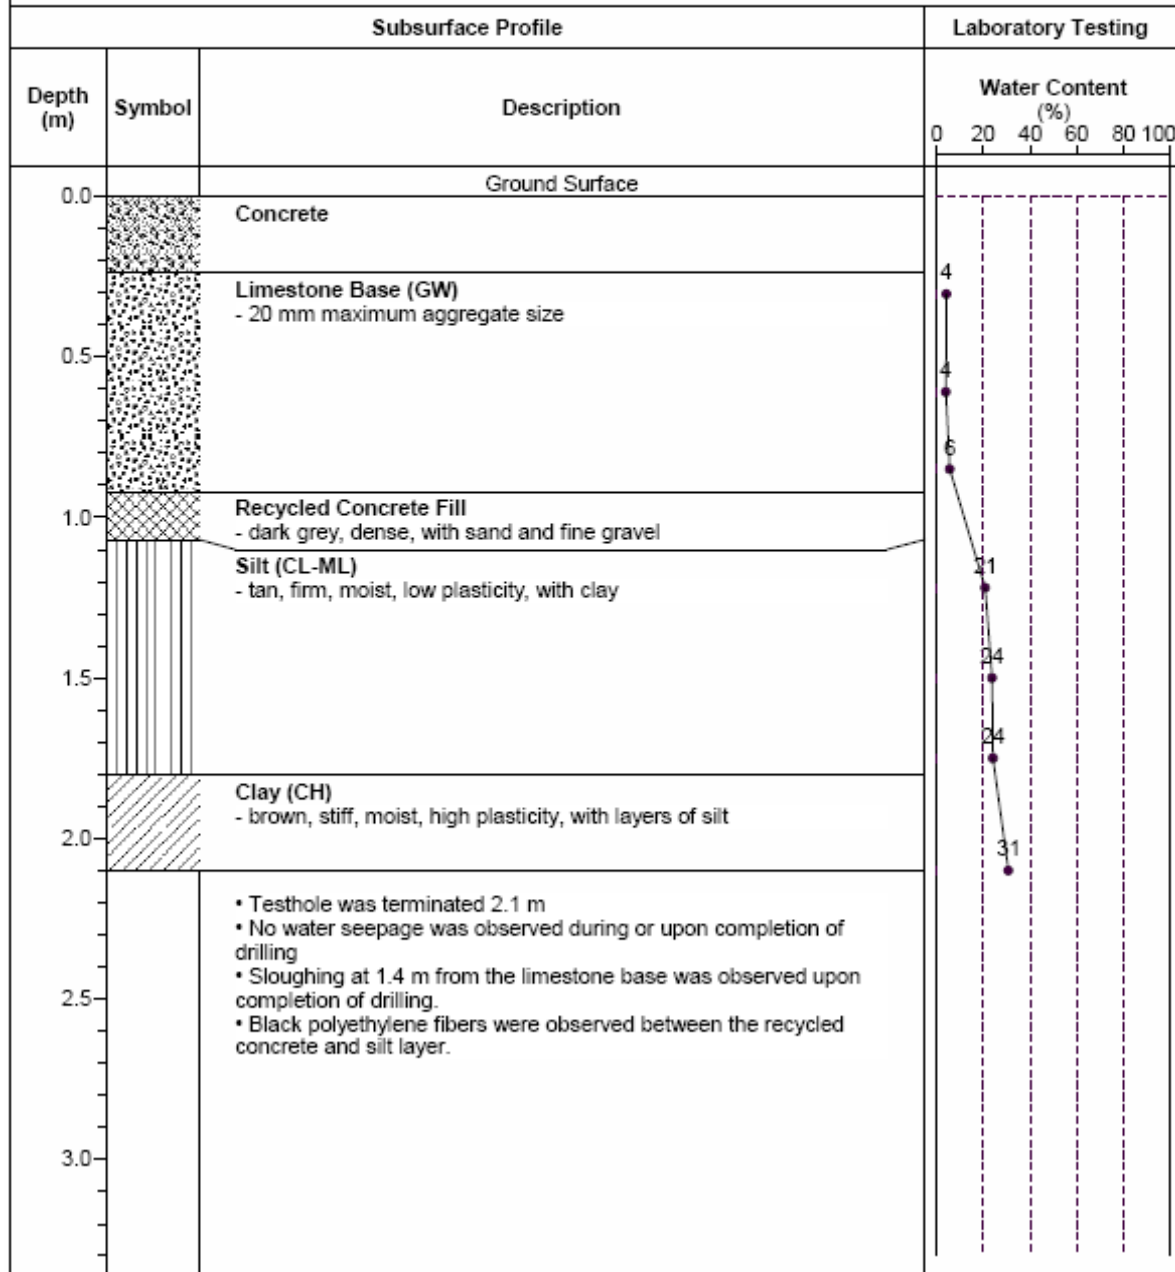 Subsurface Profile
Laboratory Testing
Depth
(m)
Symbol
Description
Water Content
(%)
0 20 40 60 80 100
Ground Surface
0.0
Concrete
4
Limestone Base (GW)
- 20 mm maximum aggregate size
0.5
4
6
Recycled Concrete Fill
1.0
- dark grey, dense, with sand and fine gravel
Silt (CL-ML)
21
- tan, firm, moist, low plasticity, with clay
24
1.5
24
Clay (CH)
- brown, stiff, moist, high plasticity, with layers of silt
2.0
31
• Testhole was terminated 2.1 m
• No water seepage was observed during or upon completion of
drilling
• Sloughing at 1.4 m from the limestone base was observed upon
2.5
completion of drilling.
• Black polyethylene fibers were observed between the recycled
concrete and silt layer.
3.0